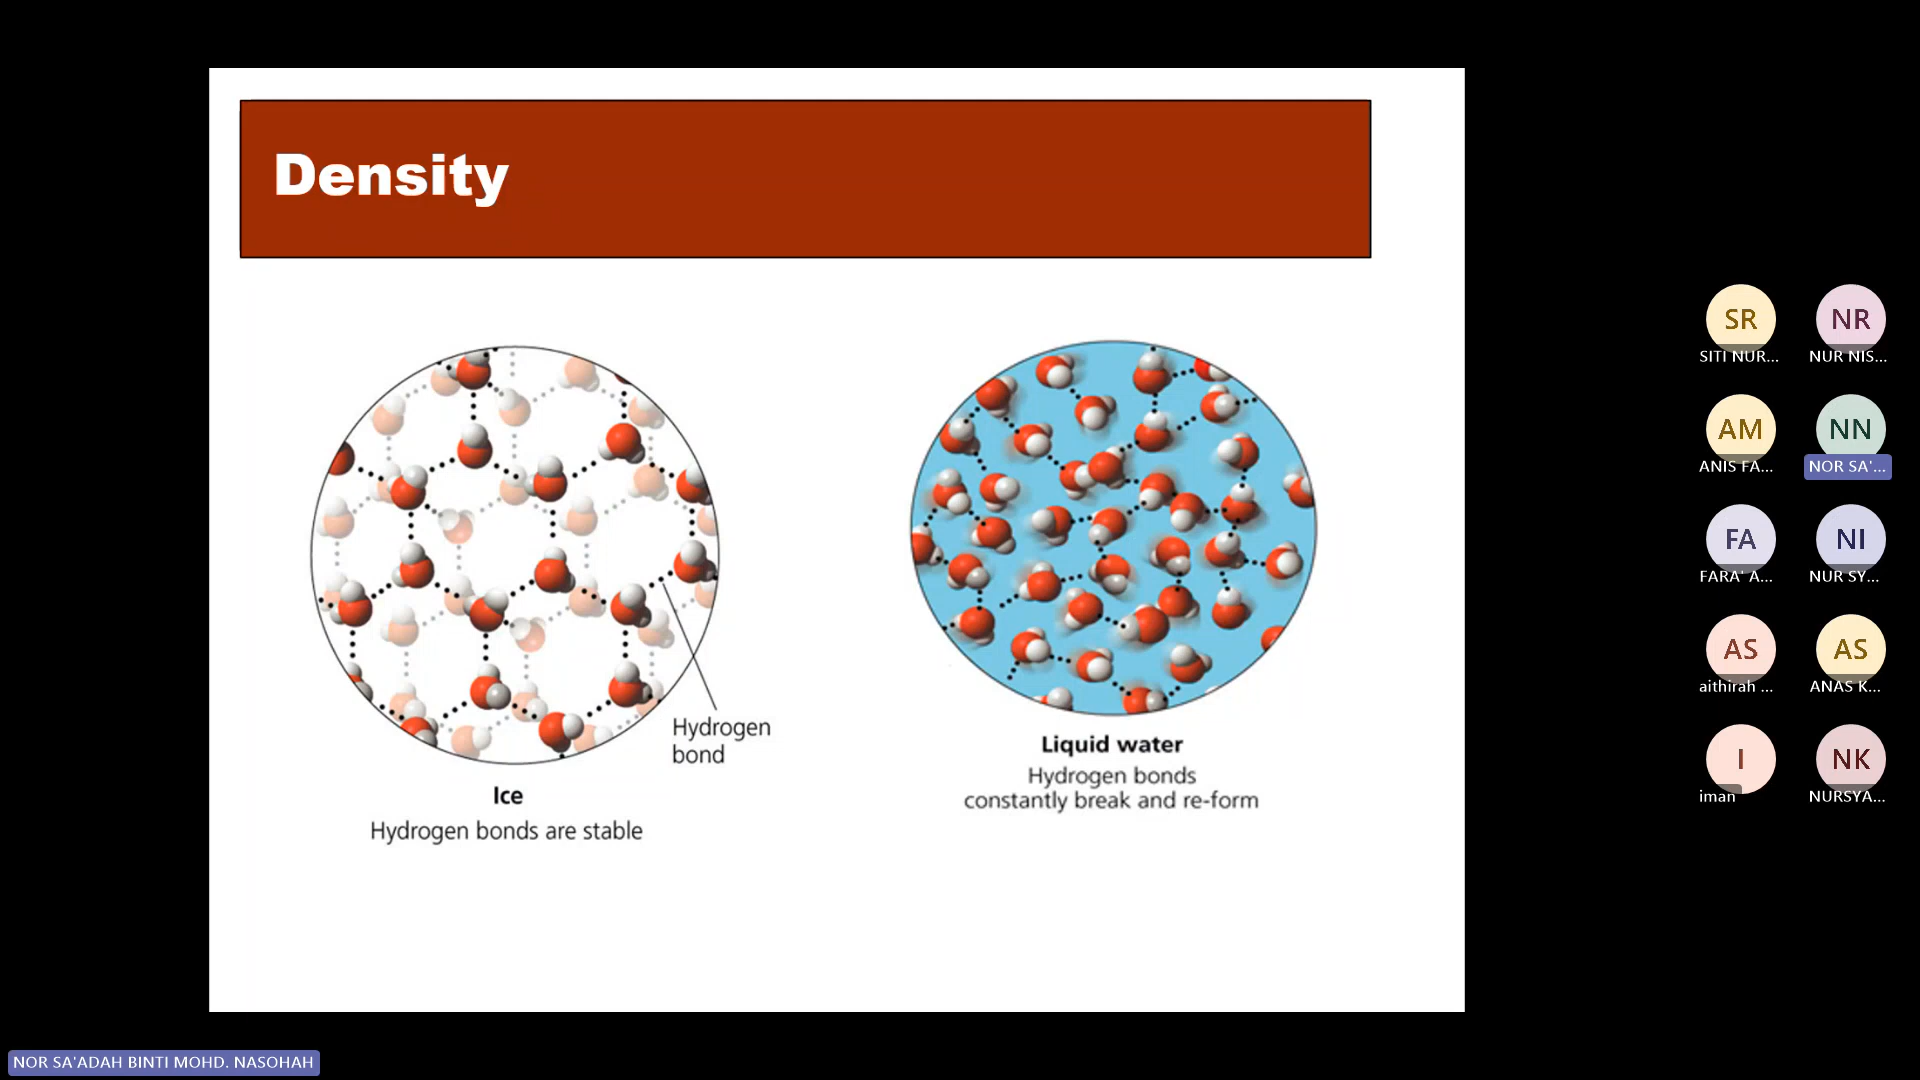 Density
Hydrogen
bond
Ice
Hydrogen bonds are stable
Liquid water
Hydrogen bonds
constantly break and re-form
SR
SITI NUR...
NR
NUR NIS...
AM
ANIS FA...
NN
NOR SA'...
FA
FARA' A...
NI
NUR SY...
AS
aithirah ...
AS
ANAS K...
I
iman
NK
NURSYA...
NOR SA'ADAH BINTI MOHD. NASOHAH